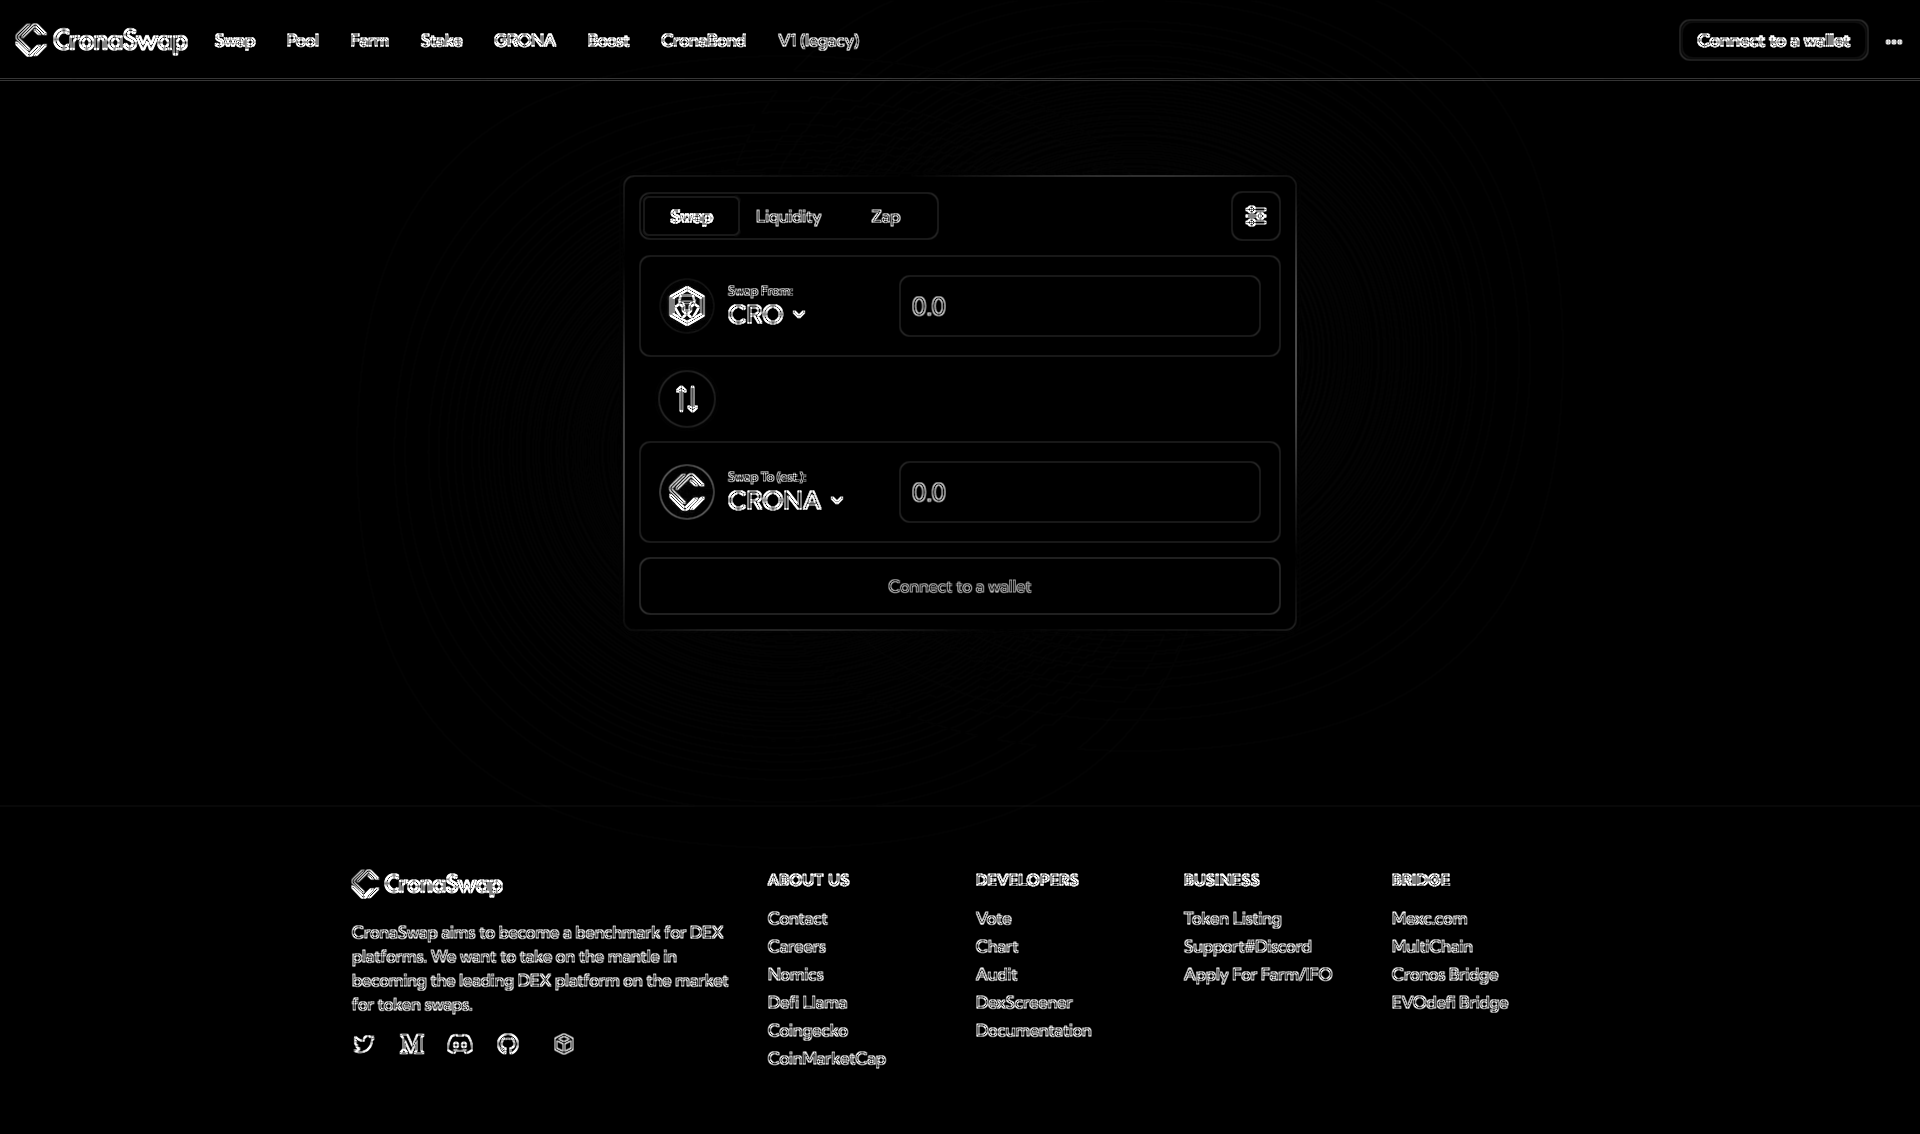 CronaSwap Swap Pool Farm Stake GRONA Boost CronaBond V1 (legacy) Connect to a wallet
Swap Liquidity Zap
Swap From:
CRO 0.0
Swap To (est.):
CRONA 0.0
Connect to a wallet
CronaSwap
CronaSwap aims to become a benchmark for DEX
platforms. We want to take on the mantle in
becoming the leading DEX platform on the market
for token swaps.
ABOUT US
Contact
Careers
Nomics
Defi Llama
Coingecko
CoinMarketCap
DEVELOPERS
Vote
Chart
Audit
DexScreener
Documentation
BUSINESS
Token Listing
Support#Discord
Apply For Farm/IFO
BRIDGE
Mexc.com
MultiChain
Cronos Bridge
EVOdefi Bridge